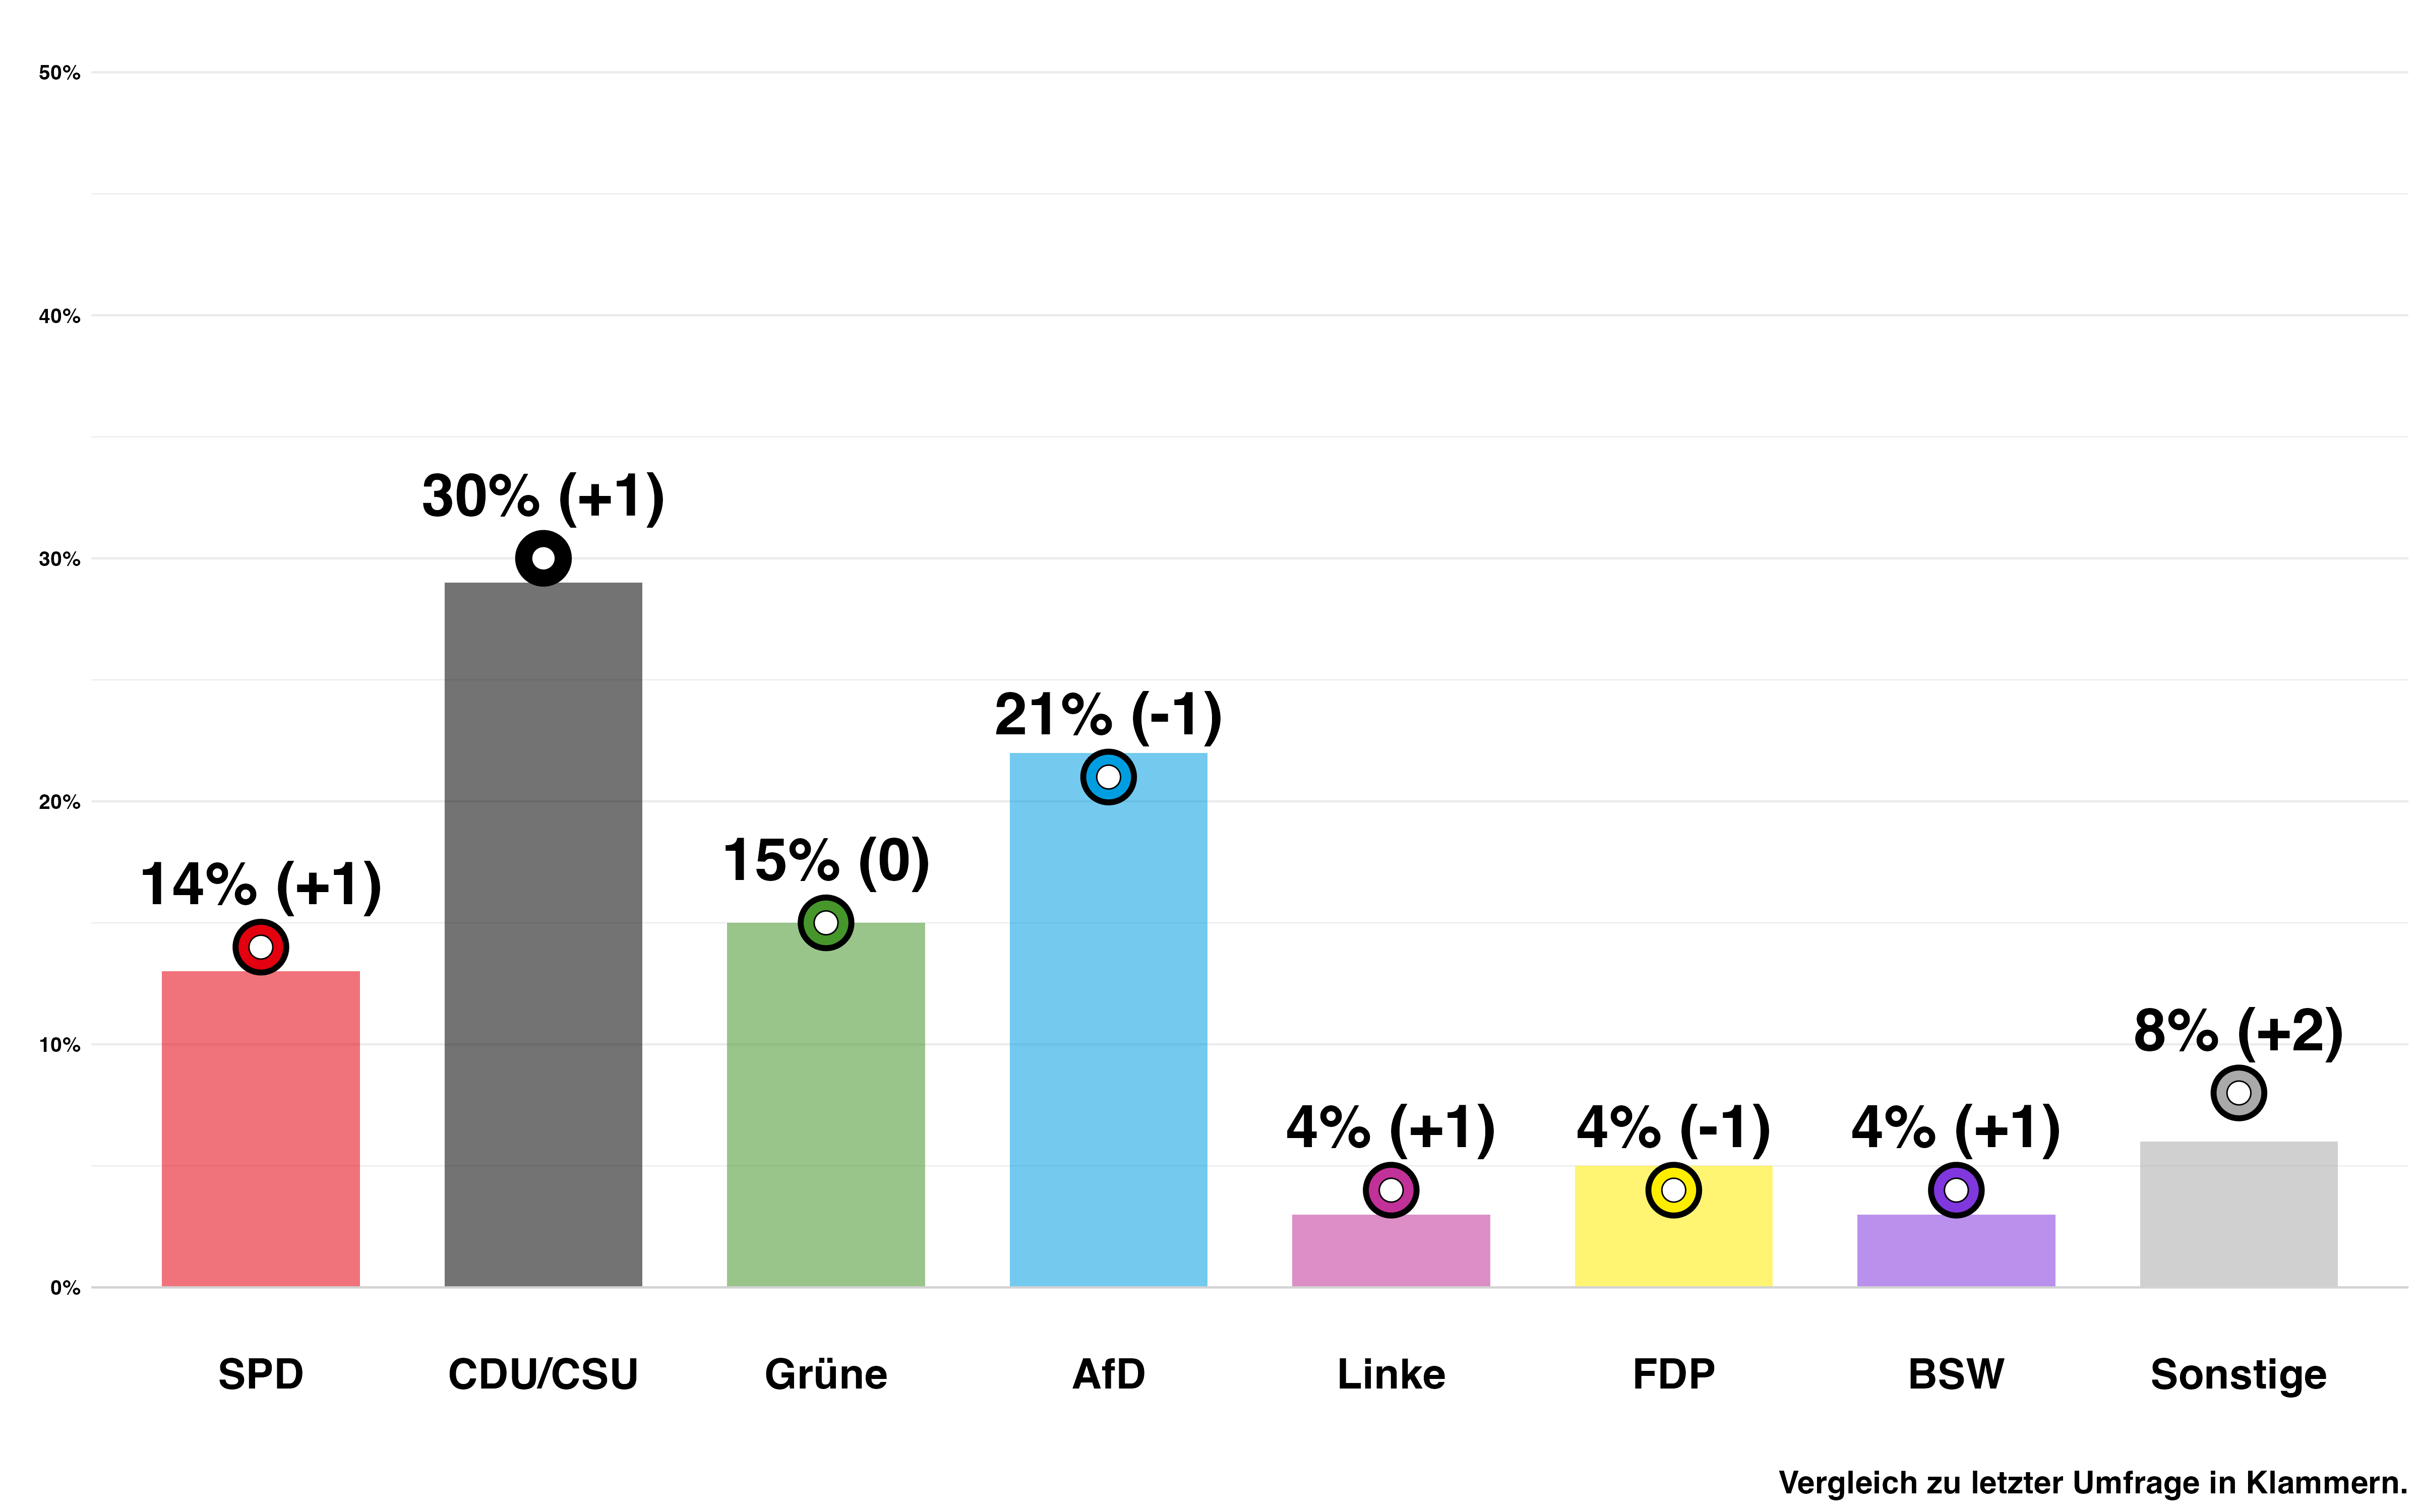 50%
40%
30%
20%
10%
0%
14% (+1)
30% (+1)
15% (0)
21% (-1)
4% (+1)
4% (-1)
4% (+1)
8% (+2)
SPD
CDU/CSU
Grüne
AfD
Linke
FDP
BSW
Sonstige
Vergleich zu letzter Umfrage in Klammern.